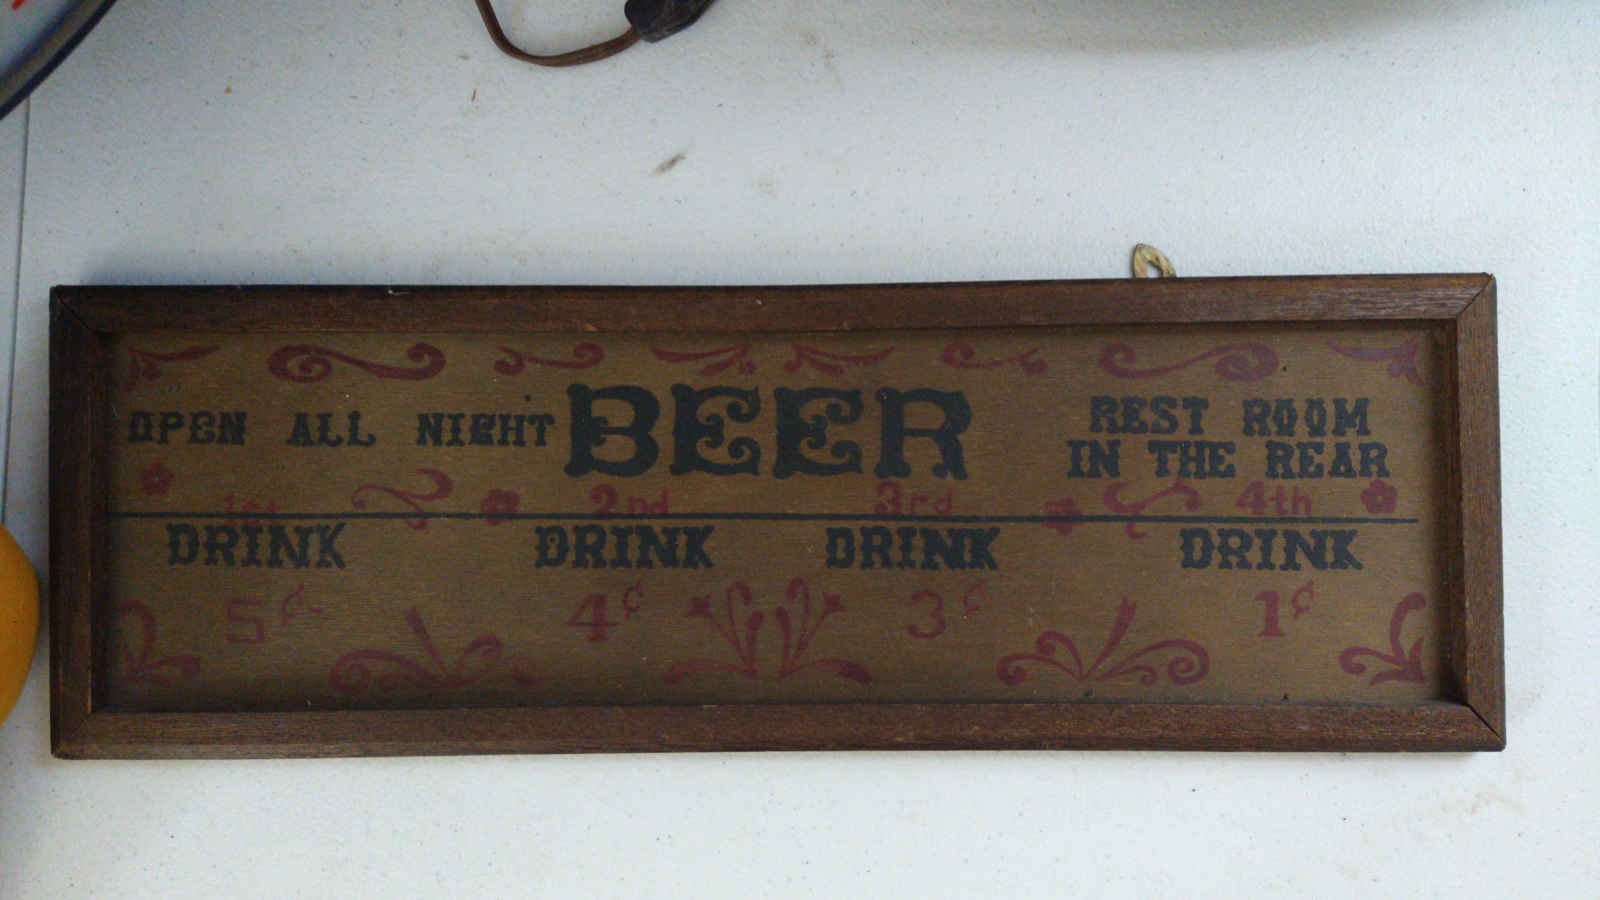 OPEN ALL NIGHT BEER REST ROOM
IN THE REAR
1st 2nd 3rd 4th
DRINK DRINK DRINK DRINK
5¢ 4¢ 3¢ 1¢